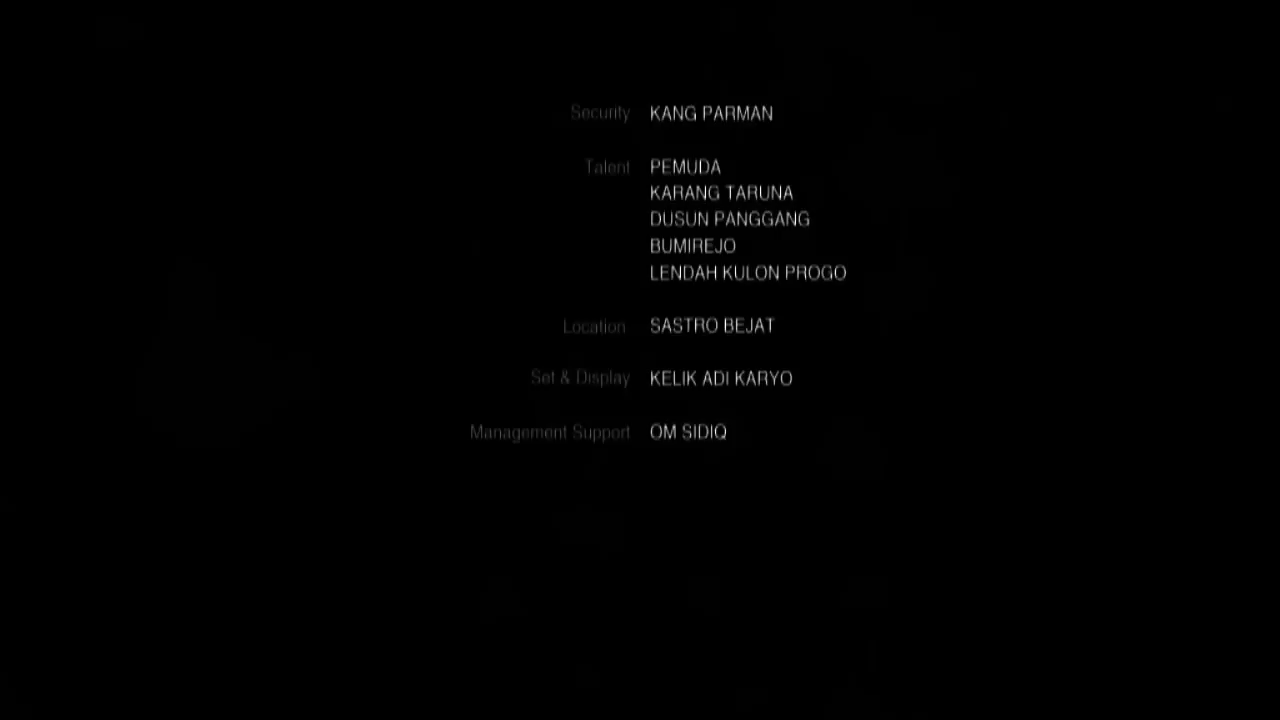 Security KANG PARMAN
Talent PEMUDA
KARANG TARUNA
DUSUN PANGGANG
BUMIREJO
LENDAH KULON PROGO
Location SASTRO BEJAT
Set & Display KELIK ADI KARYO
Management Support OM SIDIQ